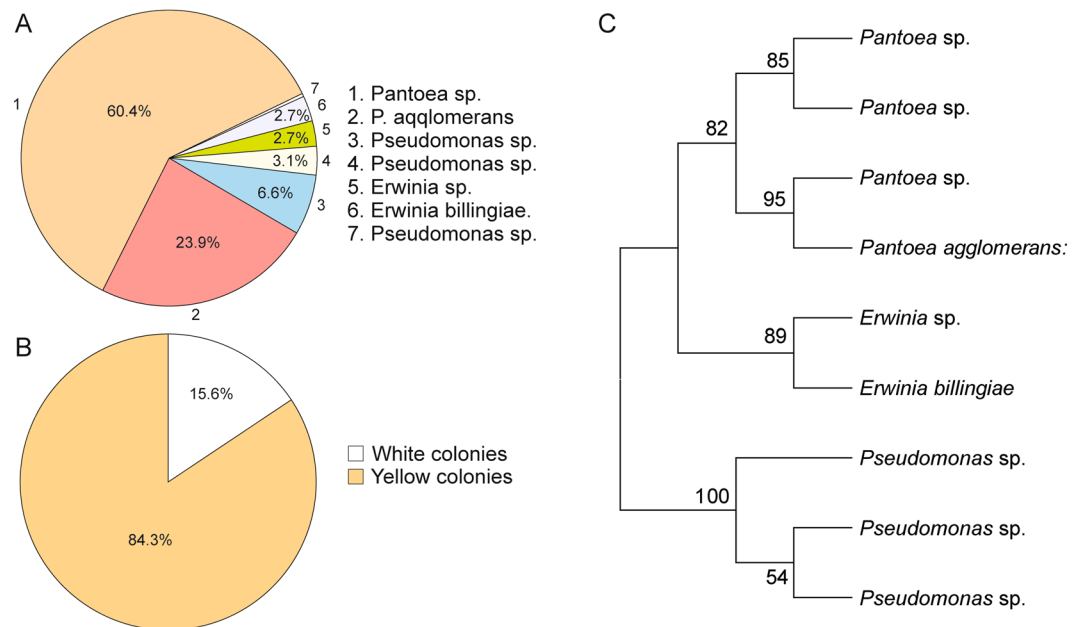 A
1
60.4%
7
6
2.7%
5
2.7%
4
3.1%
3
6.6%
23.9%
2
1. Pantoea sp.
2. P. aqqlomerans
3. Pseudomonas sp.
4. Pseudomonas sp.
5. Erwinia sp.
6. Erwinia billingiae.
7. Pseudomonas sp.
B
15.6%
84.3%
White colonies
Yellow colonies
C
Pantoea sp.
85
Pantoea sp.
82
Pantoea sp.
95
Pantoea agglomerans:
Erwinia sp.
89
Erwinia billingiae
Pseudomonas sp.
100
Pseudomonas sp.
54
Pseudomonas sp.